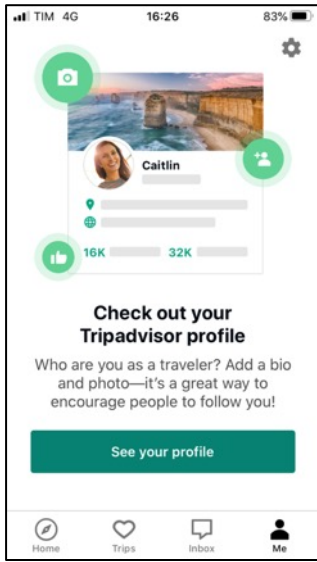 TIM 4G 16:26 83%
Caitlin
16K 32K
Check out your
Tripadvisor profile
Who are you as a traveler? Add a bio
and photo—it's a great way to
encourage people to follow you!
See your profile
Home Trips Inbox Me